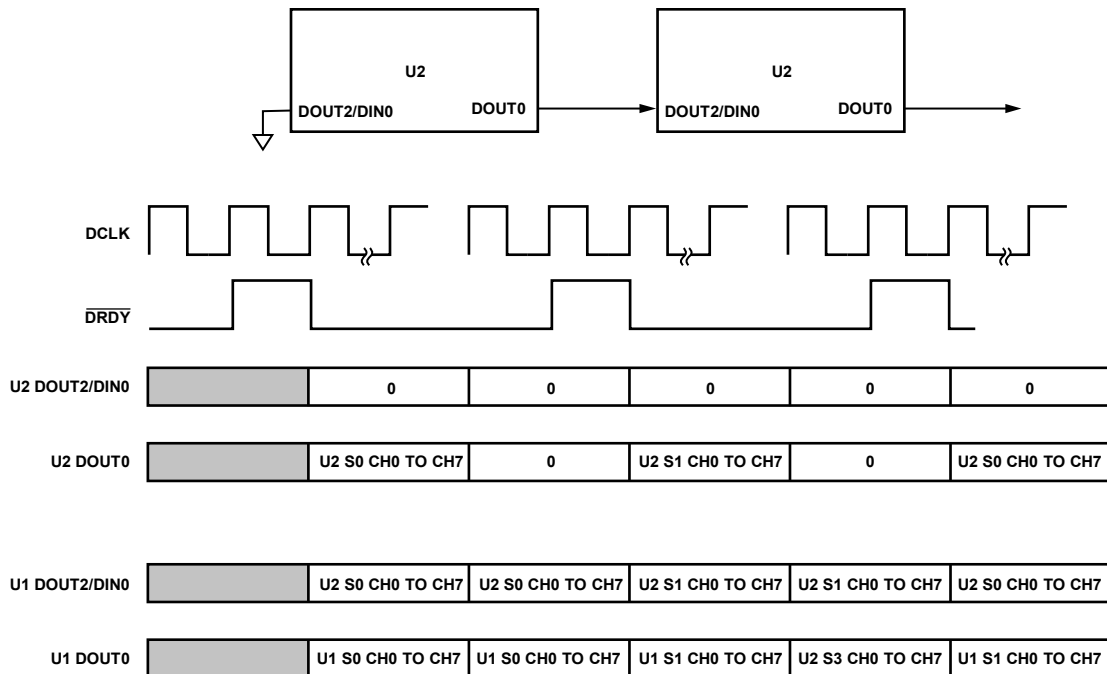 U2
U2
DOUT2/DIN0 DOUT0 DOUT2/DIN0 DOUT0
DCLK
DRDY
U2 DOUT2/DIN0 0 0 0 0 0
U2 DOUT0 U2 S0 CH0 TO CH7 0 U2 S1 CH0 TO CH7 0 U2 S0 CH0 TO CH7
U1 DOUT2/DIN0 U2 S0 CH0 TO CH7 U2 S0 CH0 TO CH7 U2 S1 CH0 TO CH7 U2 S1 CH0 TO CH7 U2 S0 CH0 TO CH7
U1 DOUT0 U1 S0 CH0 TO CH7 U1 S0 CH0 TO CH7 U1 S1 CH0 TO CH7 U2 S3 CH0 TO CH7 U1 S1 CH0 TO CH7